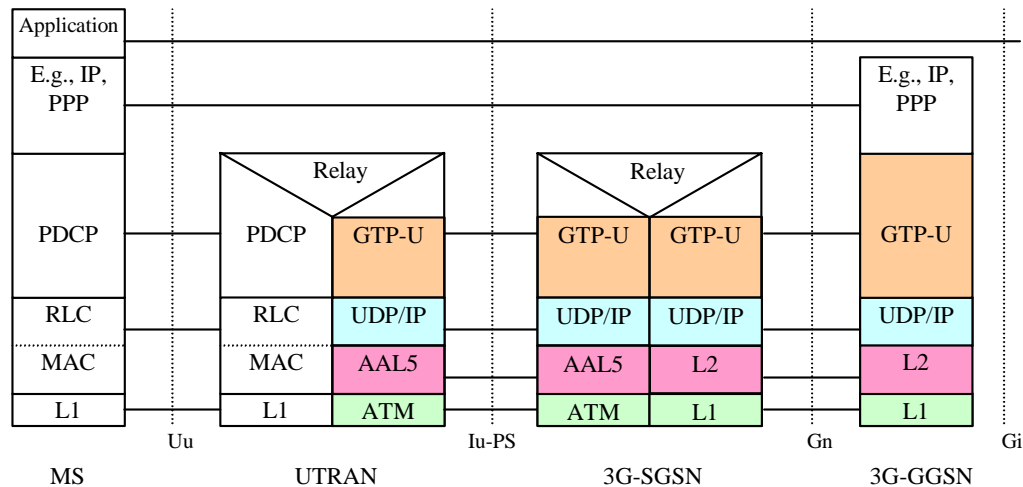 Application
E.g., IP,
PPP
E.g., IP,
PPP
Relay
Relay
PDCP
PDCP
GTP-U
GTP-U
GTP-U
GTP-U
RLC
RLC
UDP/IP
UDP/IP
UDP/IP
UDP/IP
MAC
MAC
AAL5
AAL5
L2
L2
L1
L1
ATM
ATM
L1
L1
Uu
Iu-PS
Gn
Gi
MS
UTRAN
3G-SGSN
3G-GGSN